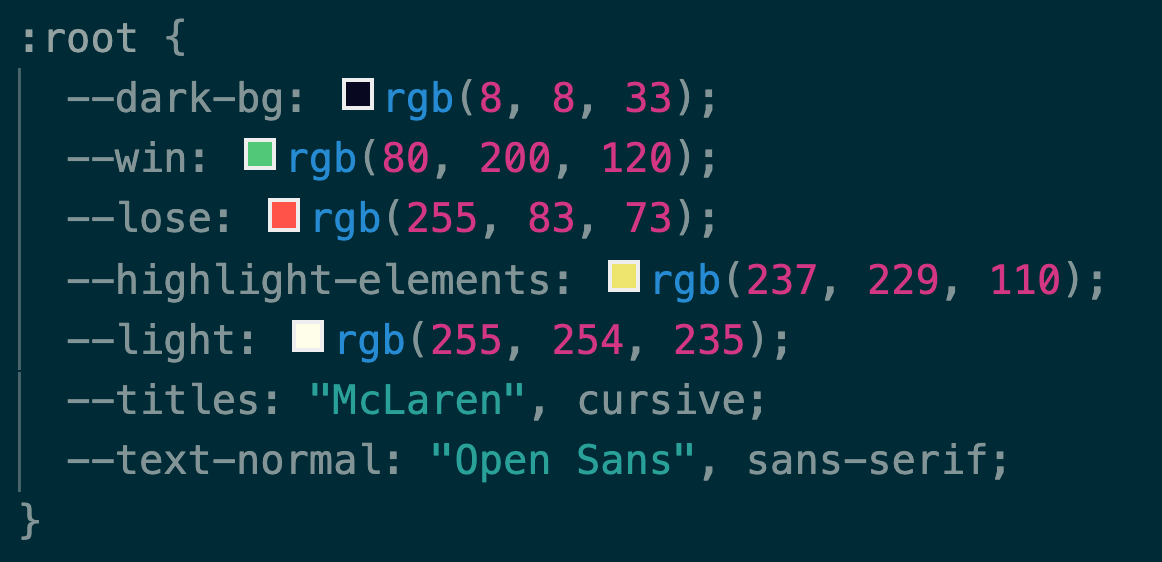 :root {
--dark-bg: rgb(8, 8, 33);
--win: rgb(80, 200, 120);
--lose: rgb(255, 83, 73);
--highlight-elements: rgb(237, 229, 110);
--light: rgb(255, 254, 235);
--titles: "McLaren", cursive;
--text-normal: "Open Sans", sans-serif;
}